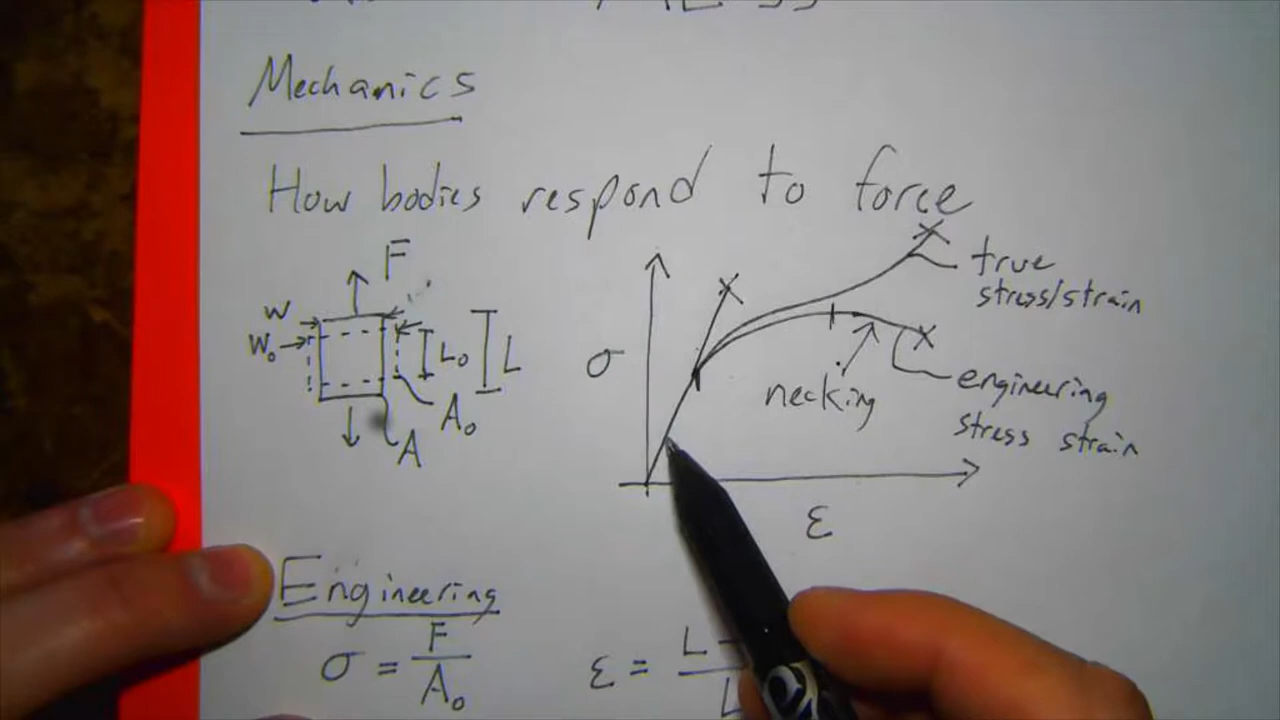 Mechanics
How bodies respond to force
F
w
W₀
L₀
L
A₀
A
σ
ε
true
stress/strain
necking
engineering
stress strain
Engineering
σ = F/A₀
ε = L-
L